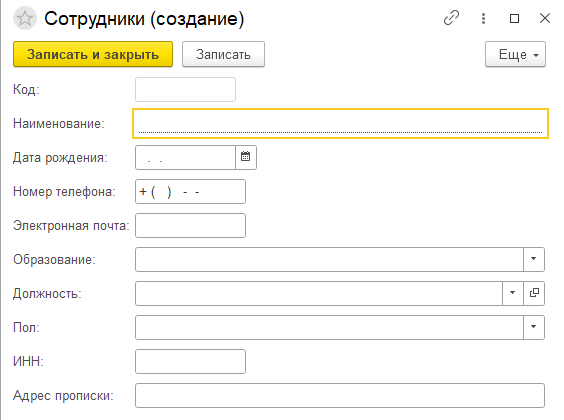 Сотрудники (создание)
Записать и закрыть Записать Еще
Код:
Наименование:
Дата рождения: . .
Номер телефона: +( ) - -
Электронная почта:
Образование:
Должность:
Пол:
ИНН:
Адрес прописки: